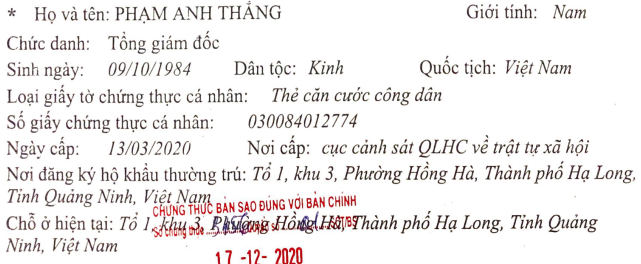 * Họ và tên: PHẠM ANH THẮNG Giới tính: Nam
Chức danh: Tổng giám đốc
Sinh ngày: 09/10/1984 Dân tộc: Kinh Quốc tịch: Việt Nam
Loại giấy tờ chứng thực cá nhân: Thẻ căn cước công dân
Số giấy chứng thực cá nhân: 030084012774
Ngày cấp: 13/03/2020 Nơi cấp: cục cảnh sát QLHC về trật tự xã hội
Nơi đăng ký hộ khẩu thường trú: Tổ 1, khu 3, Phường Hồng Hà, Thành phố Hạ Long,
Tỉnh Quảng Ninh, Việt Nam
CHỨNG THỰC BẢN SAO ĐÚNG VỚI BẢN CHÍNH
Chỗ ở hiện tại: Tổ 1, khu 3, Phường Hồng Hà, Thành phố Hạ Long, Tỉnh Quảng
Số chứng thực
Ninh, Việt Nam
17 -12- 2020